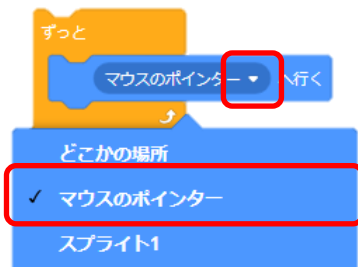 ずっと
マウスのポインター へ行く
どこかの場所
✓ マウスのポインター
スプライト1